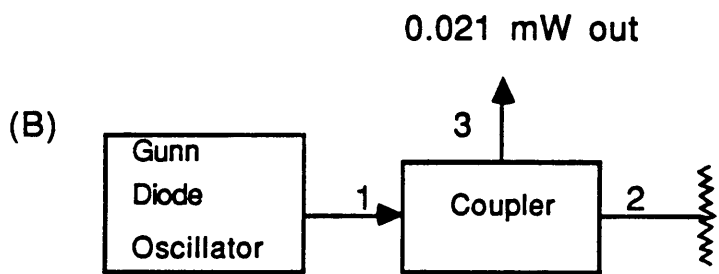 0.021 mW out
(B)
3
Gunn
Diode
Oscillator
1
Coupler
2